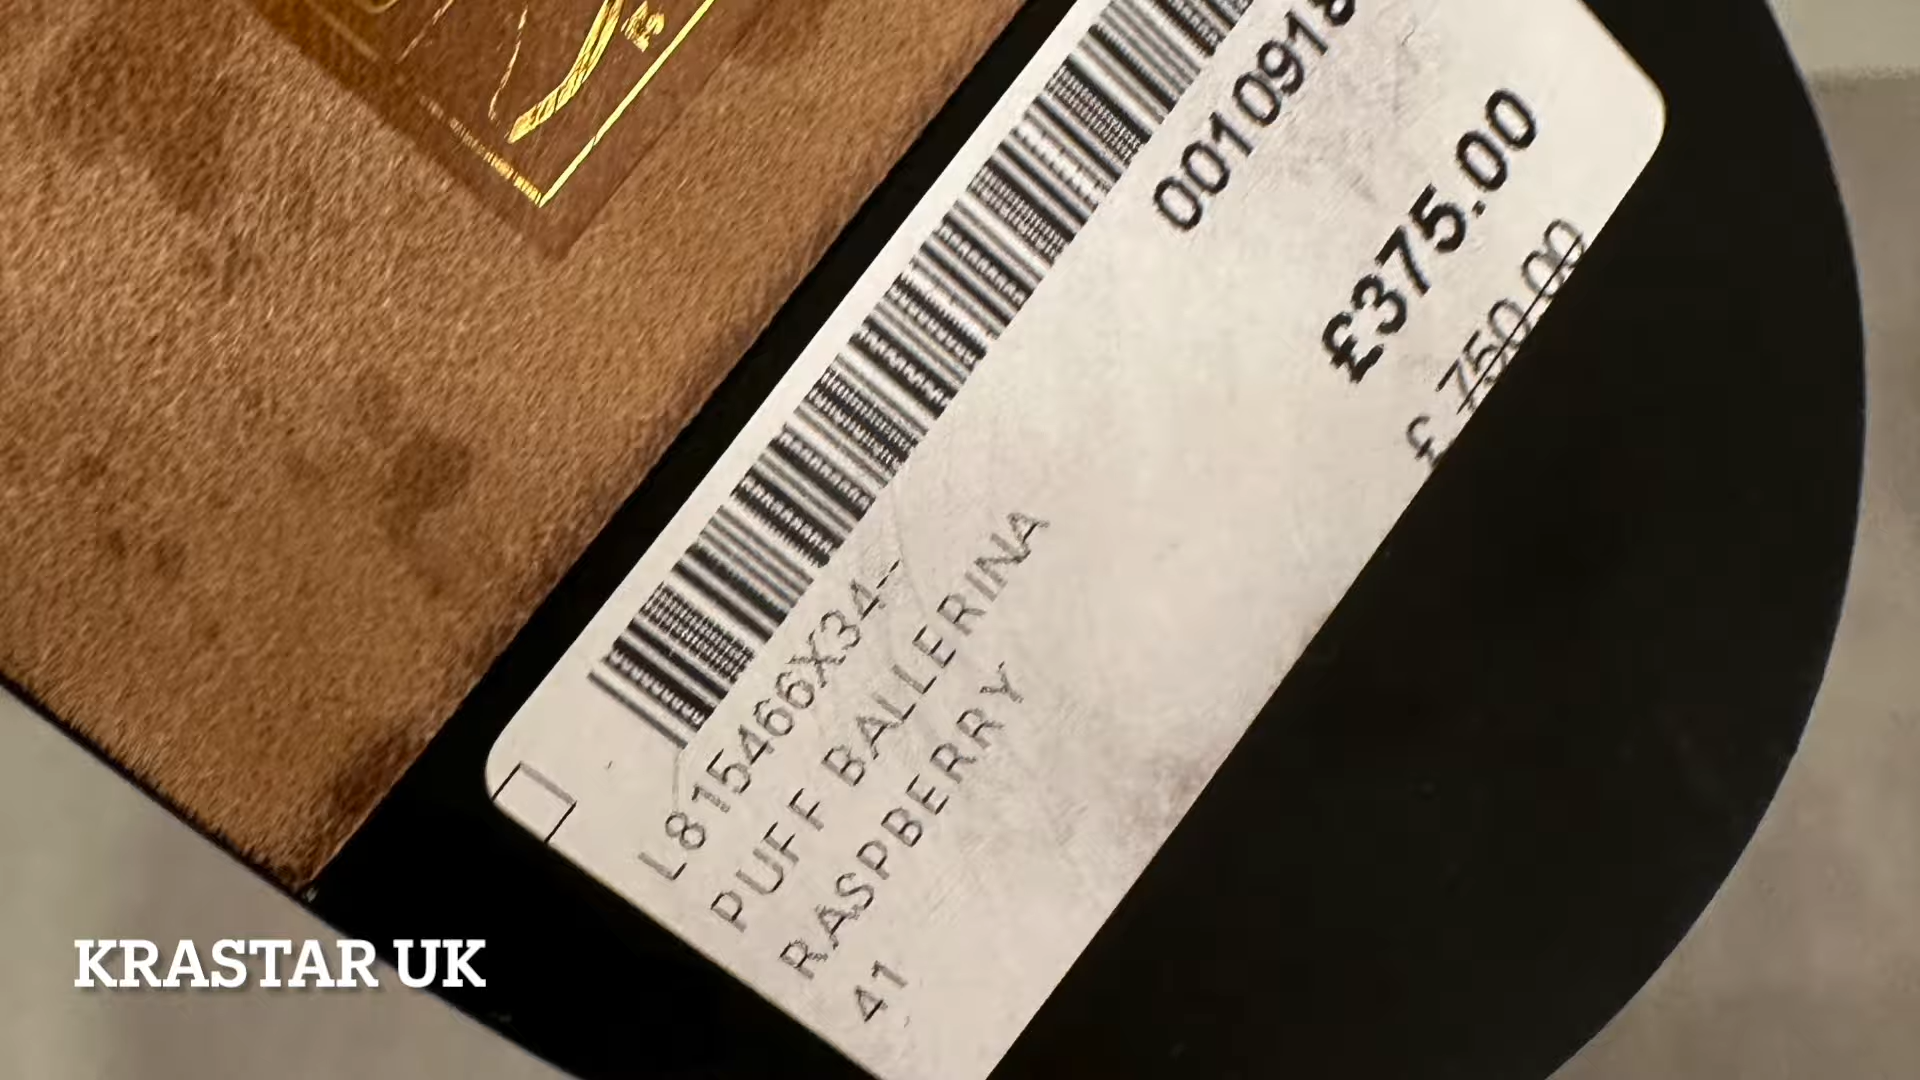 0010918
£375.00
£ 750.00
L815466X34--
PUFF BALLERINA
RASPBERRY
41
KRASTAR UK